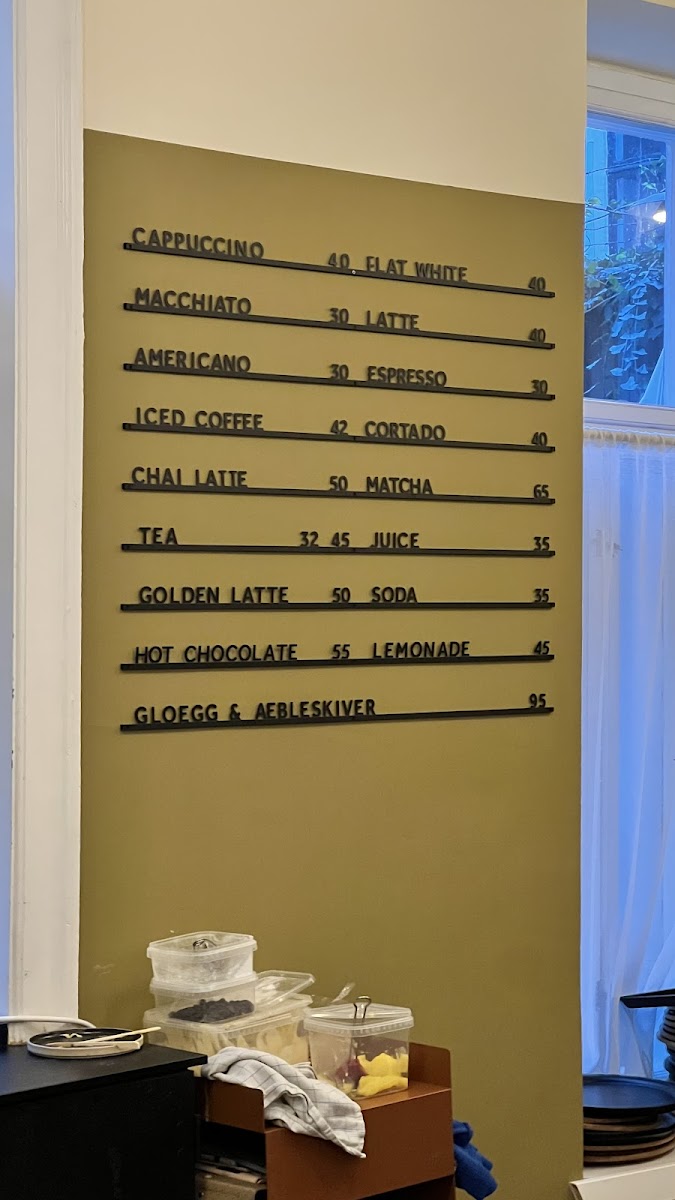 CAPPUCCINO 40 FLAT WHITE 40
MACCHIATO 30 LATTE 40
AMERICANO 30 ESPRESSO 30
ICED COFFEE 42 CORTADO 40
CHAI LATTE 50 MATCHA 65
TEA 32 45 JUICE 35
GOLDEN LATTE 50 SODA 35
HOT CHOCOLATE 55 LEMONADE 45
GLOEGG & AEBLESKIVER 95